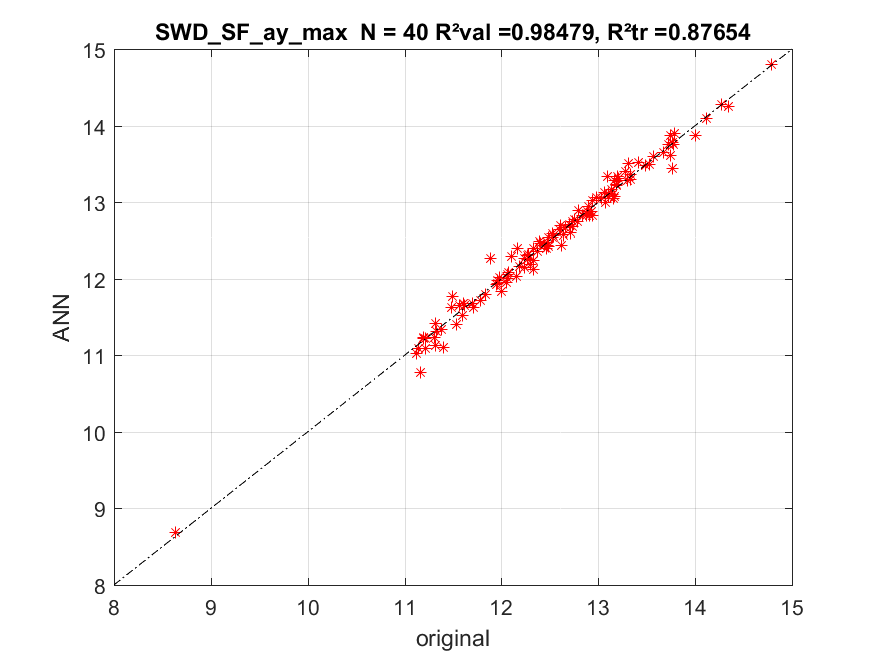 SWD_SF_ay_max  N = 40 R²val =0.98479, R²tr =0.87654
15
14
13
12
11
10
9
8
ANN
8 9 10 11 12 13 14 15
original